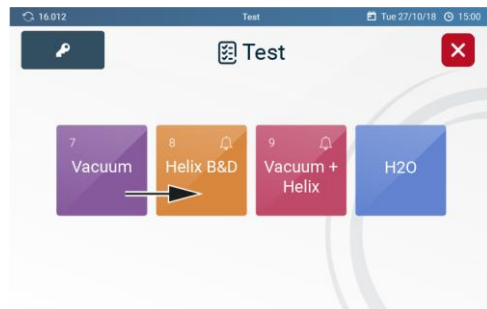 16.012 Test Tue 27/10/18 15:00
Test
7
Vacuum
8
Helix B&D
9
Vacuum +
Helix
H2O